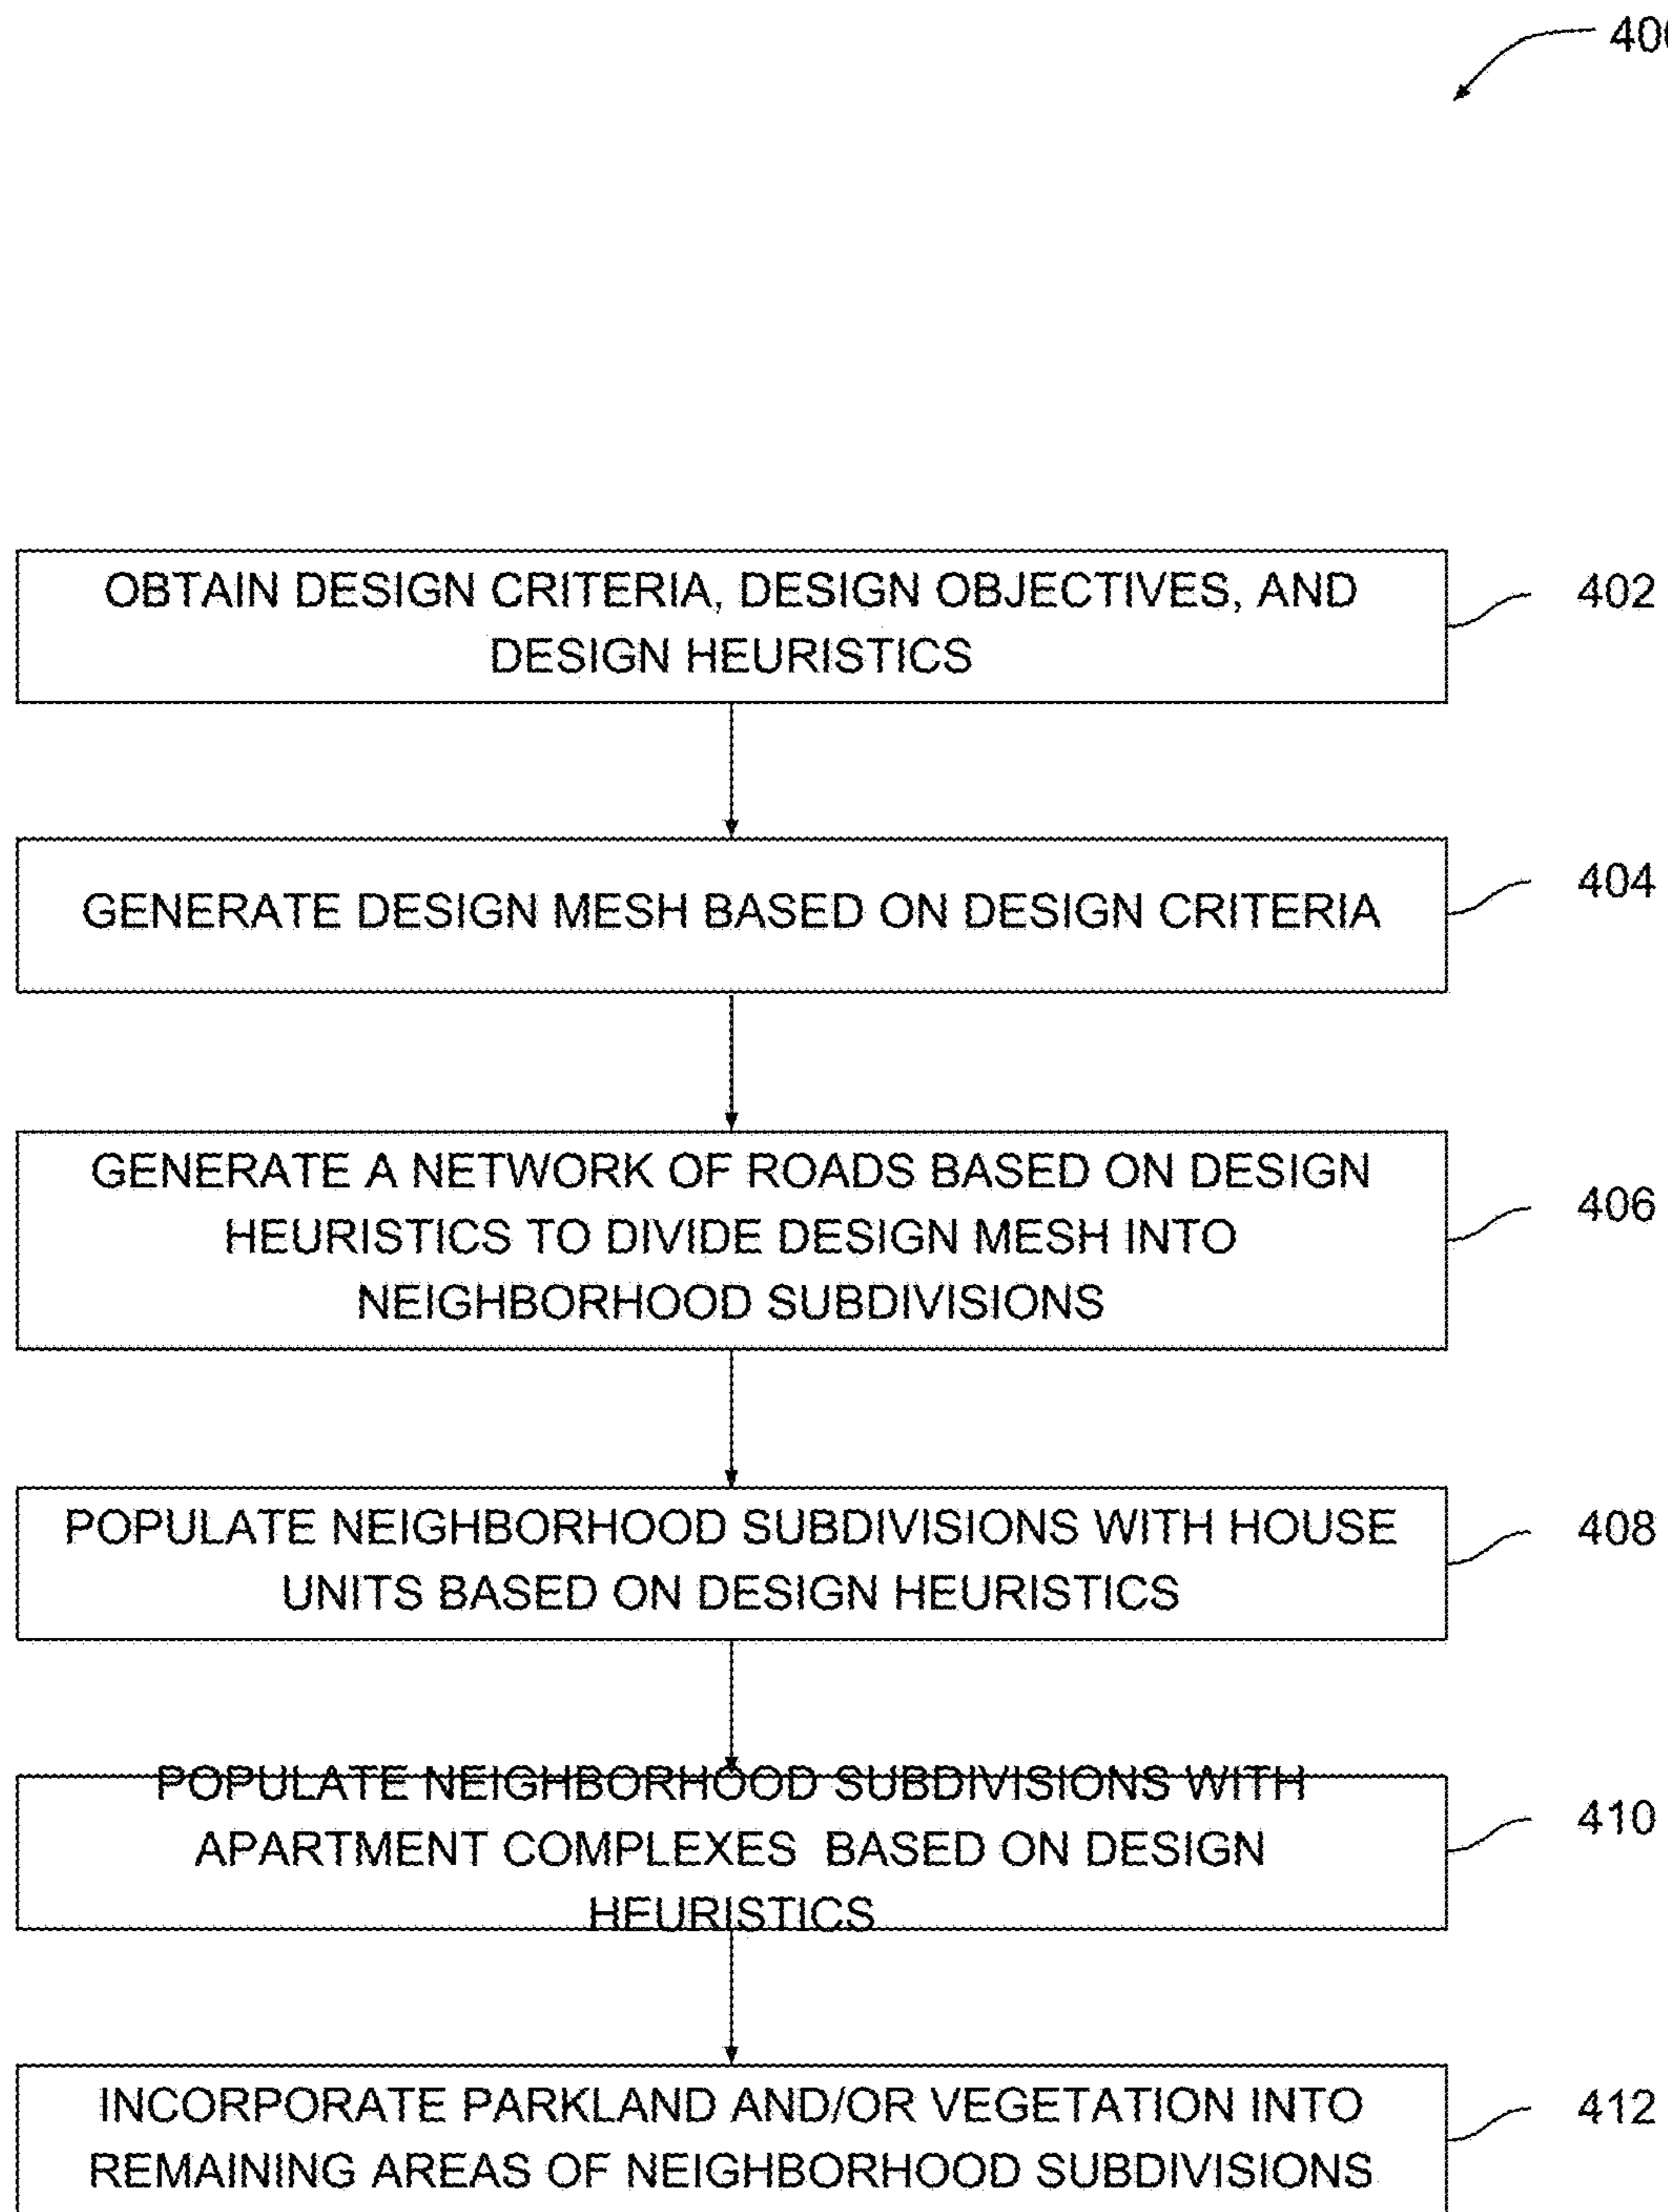 400
OBTAIN DESIGN CRITERIA, DESIGN OBJECTIVES, AND
DESIGN HEURISTICS
402
GENERATE DESIGN MESH BASED ON DESIGN CRITERIA
404
GENERATE A NETWORK OF ROADS BASED ON DESIGN
HEURISTICS TO DIVIDE DESIGN MESH INTO
NEIGHBORHOOD SUBDIVISIONS
406
POPULATE NEIGHBORHOOD SUBDIVISIONS WITH HOUSE
UNITS BASED ON DESIGN HEURISTICS
408
POPULATE NEIGHBORHOOD SUBDIVISIONS WITH
APARTMENT COMPLEXES BASED ON DESIGN
HEURISTICS
410
INCORPORATE PARKLAND AND/OR VEGETATION INTO
REMAINING AREAS OF NEIGHBORHOOD SUBDIVISIONS
412